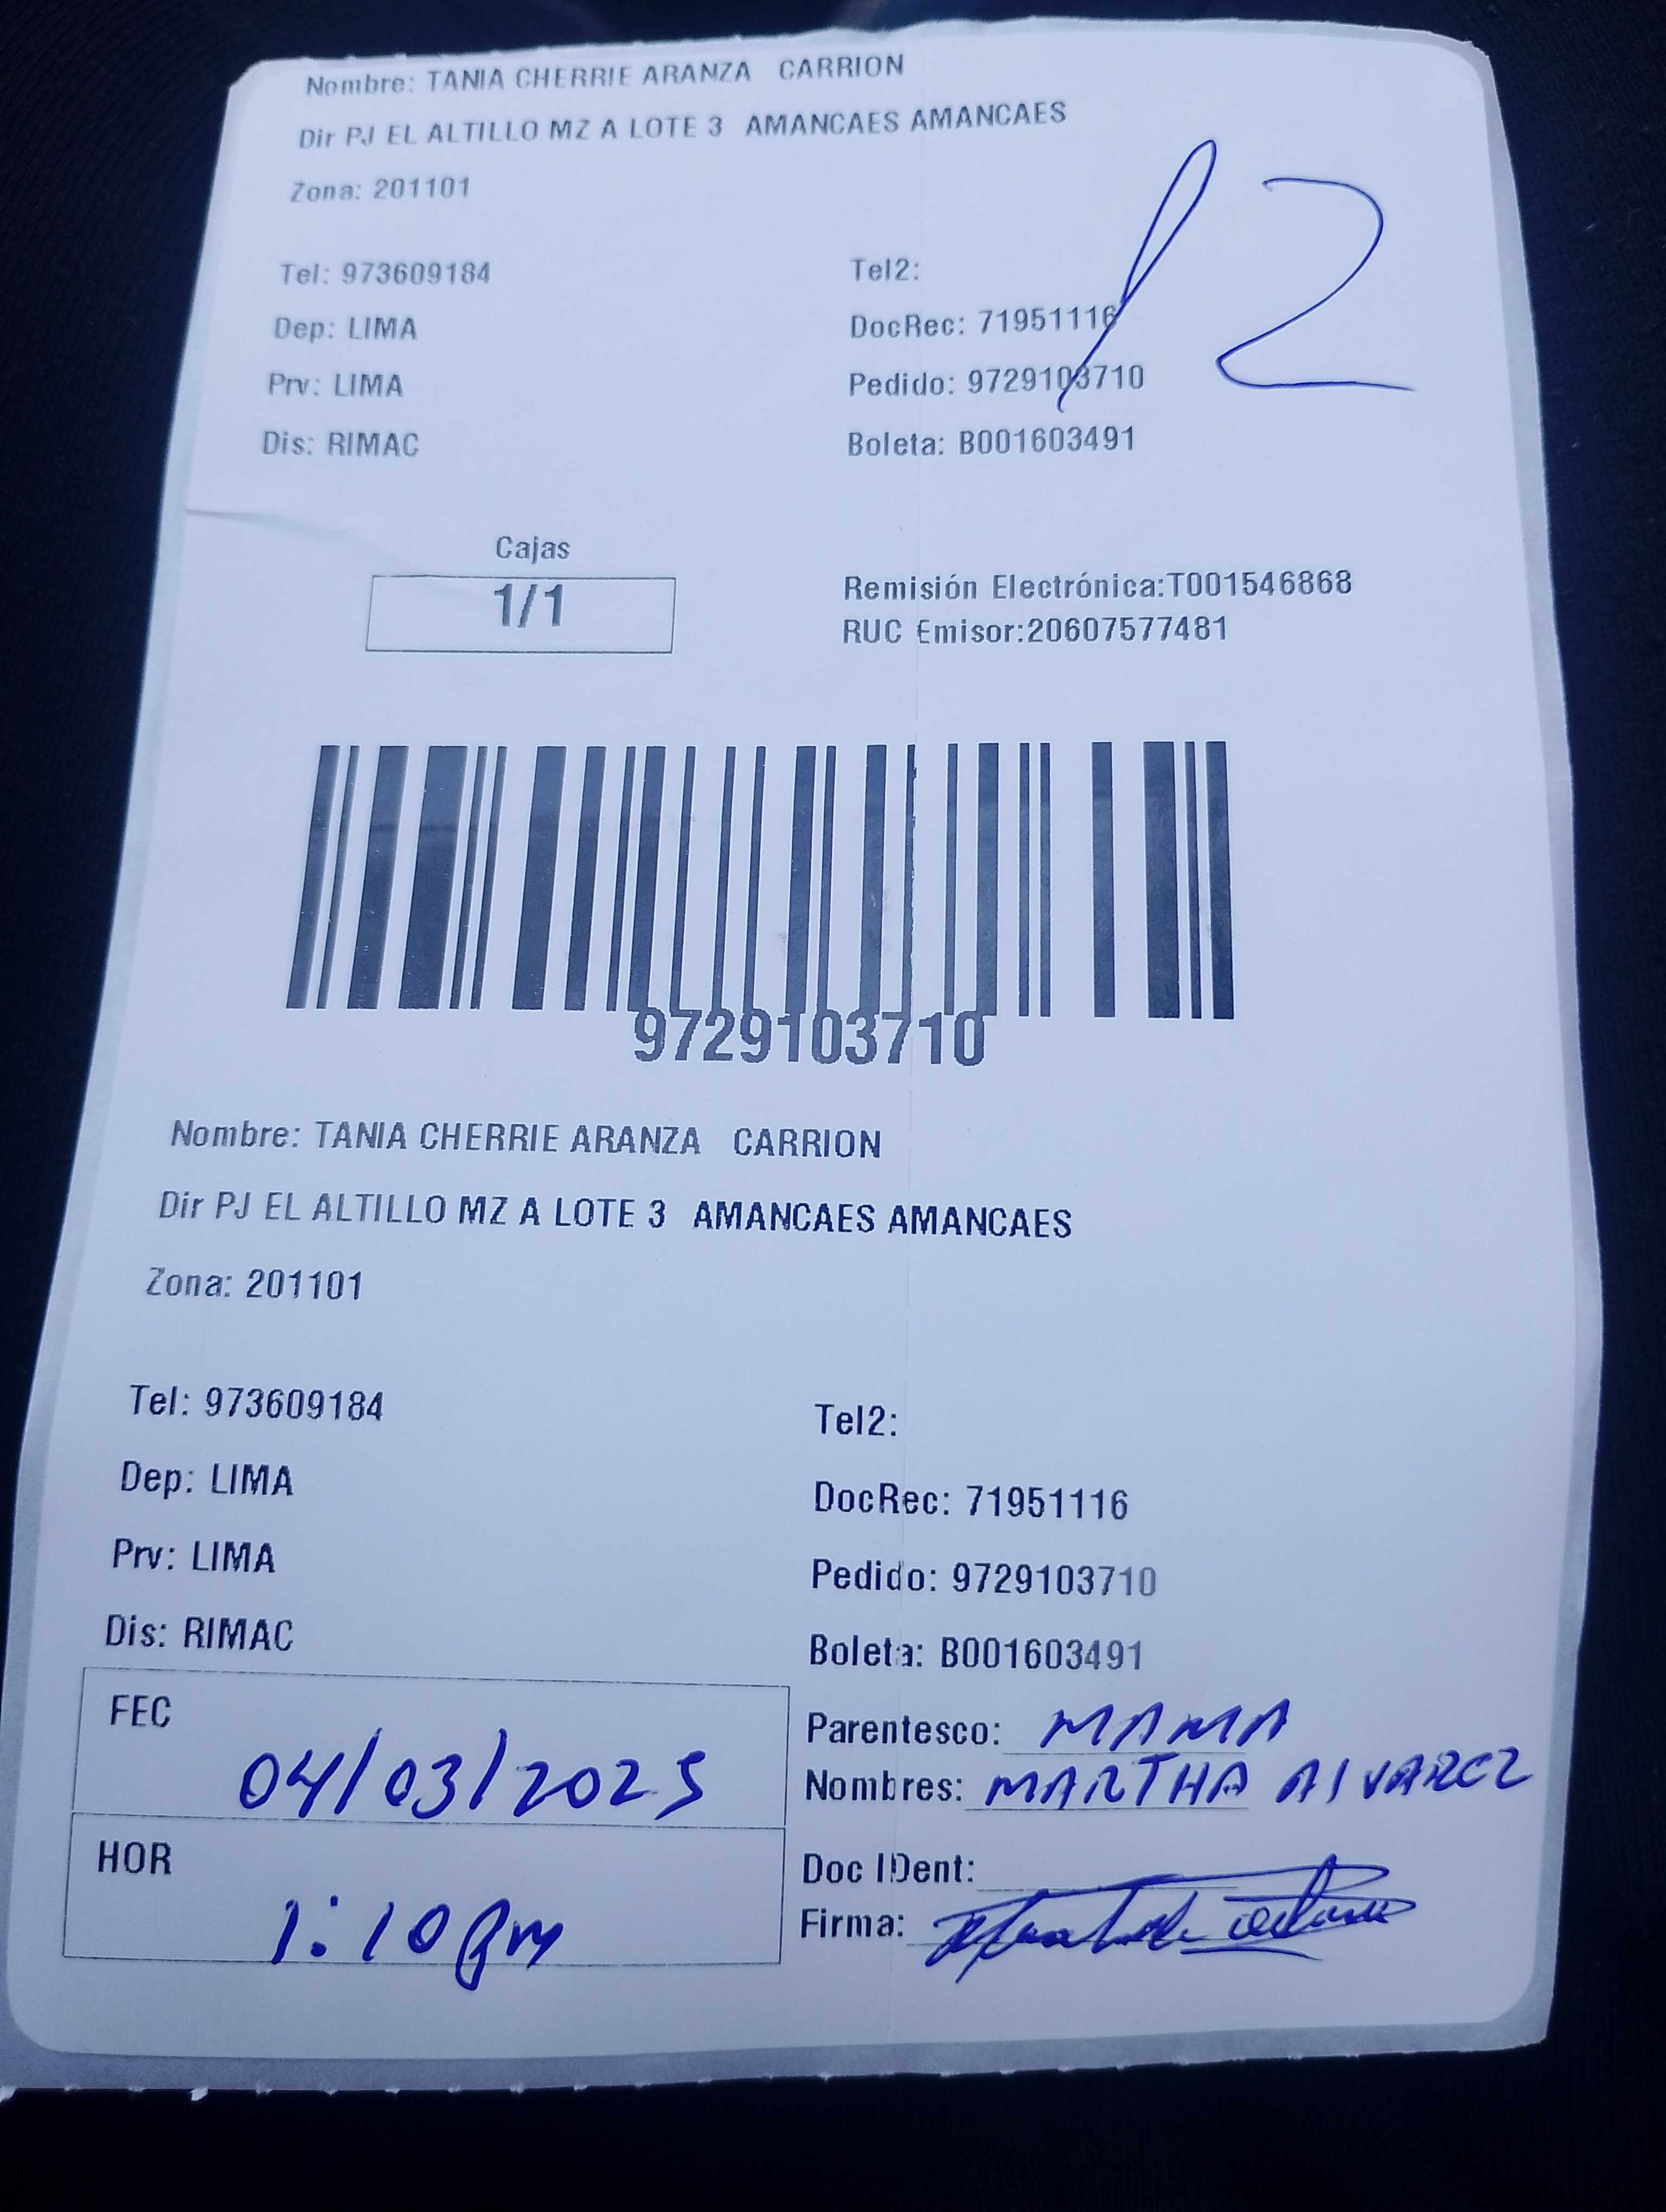 Nombre: TANIA CHERRIE ARANZA CARRION
Dir PJ EL ALTILLO MZ A LOTE 3 AMANCAES AMANCAES
Zona: 201101
12
Tel: 973609184 Tel2:
Dep: LIMA DocRec: 71951116
Prv: LIMA Pedido: 9729103710
Dis: RIMAC Boleta: B001603491
Cajas
1/1
Remisión Electrónica:T001546868
RUC Emisor:20607577481
9729103710
Nombre: TANIA CHERRIE ARANZA CARRION
Dir PJ EL ALTILLO MZ A LOTE 3 AMANCAES AMANCAES
Zona: 201101
Tel: 973609184 Tel2:
Dep: LIMA DocRec: 71951116
Prv: LIMA Pedido: 9729103710
Dis: RIMAC Boleta: B001603491
FEC 04/03/2025
HOR 1:10pm
Parentesco: MAMA
Nombres: MARTHA AlVAREZ
Doc IDent:
Firma: